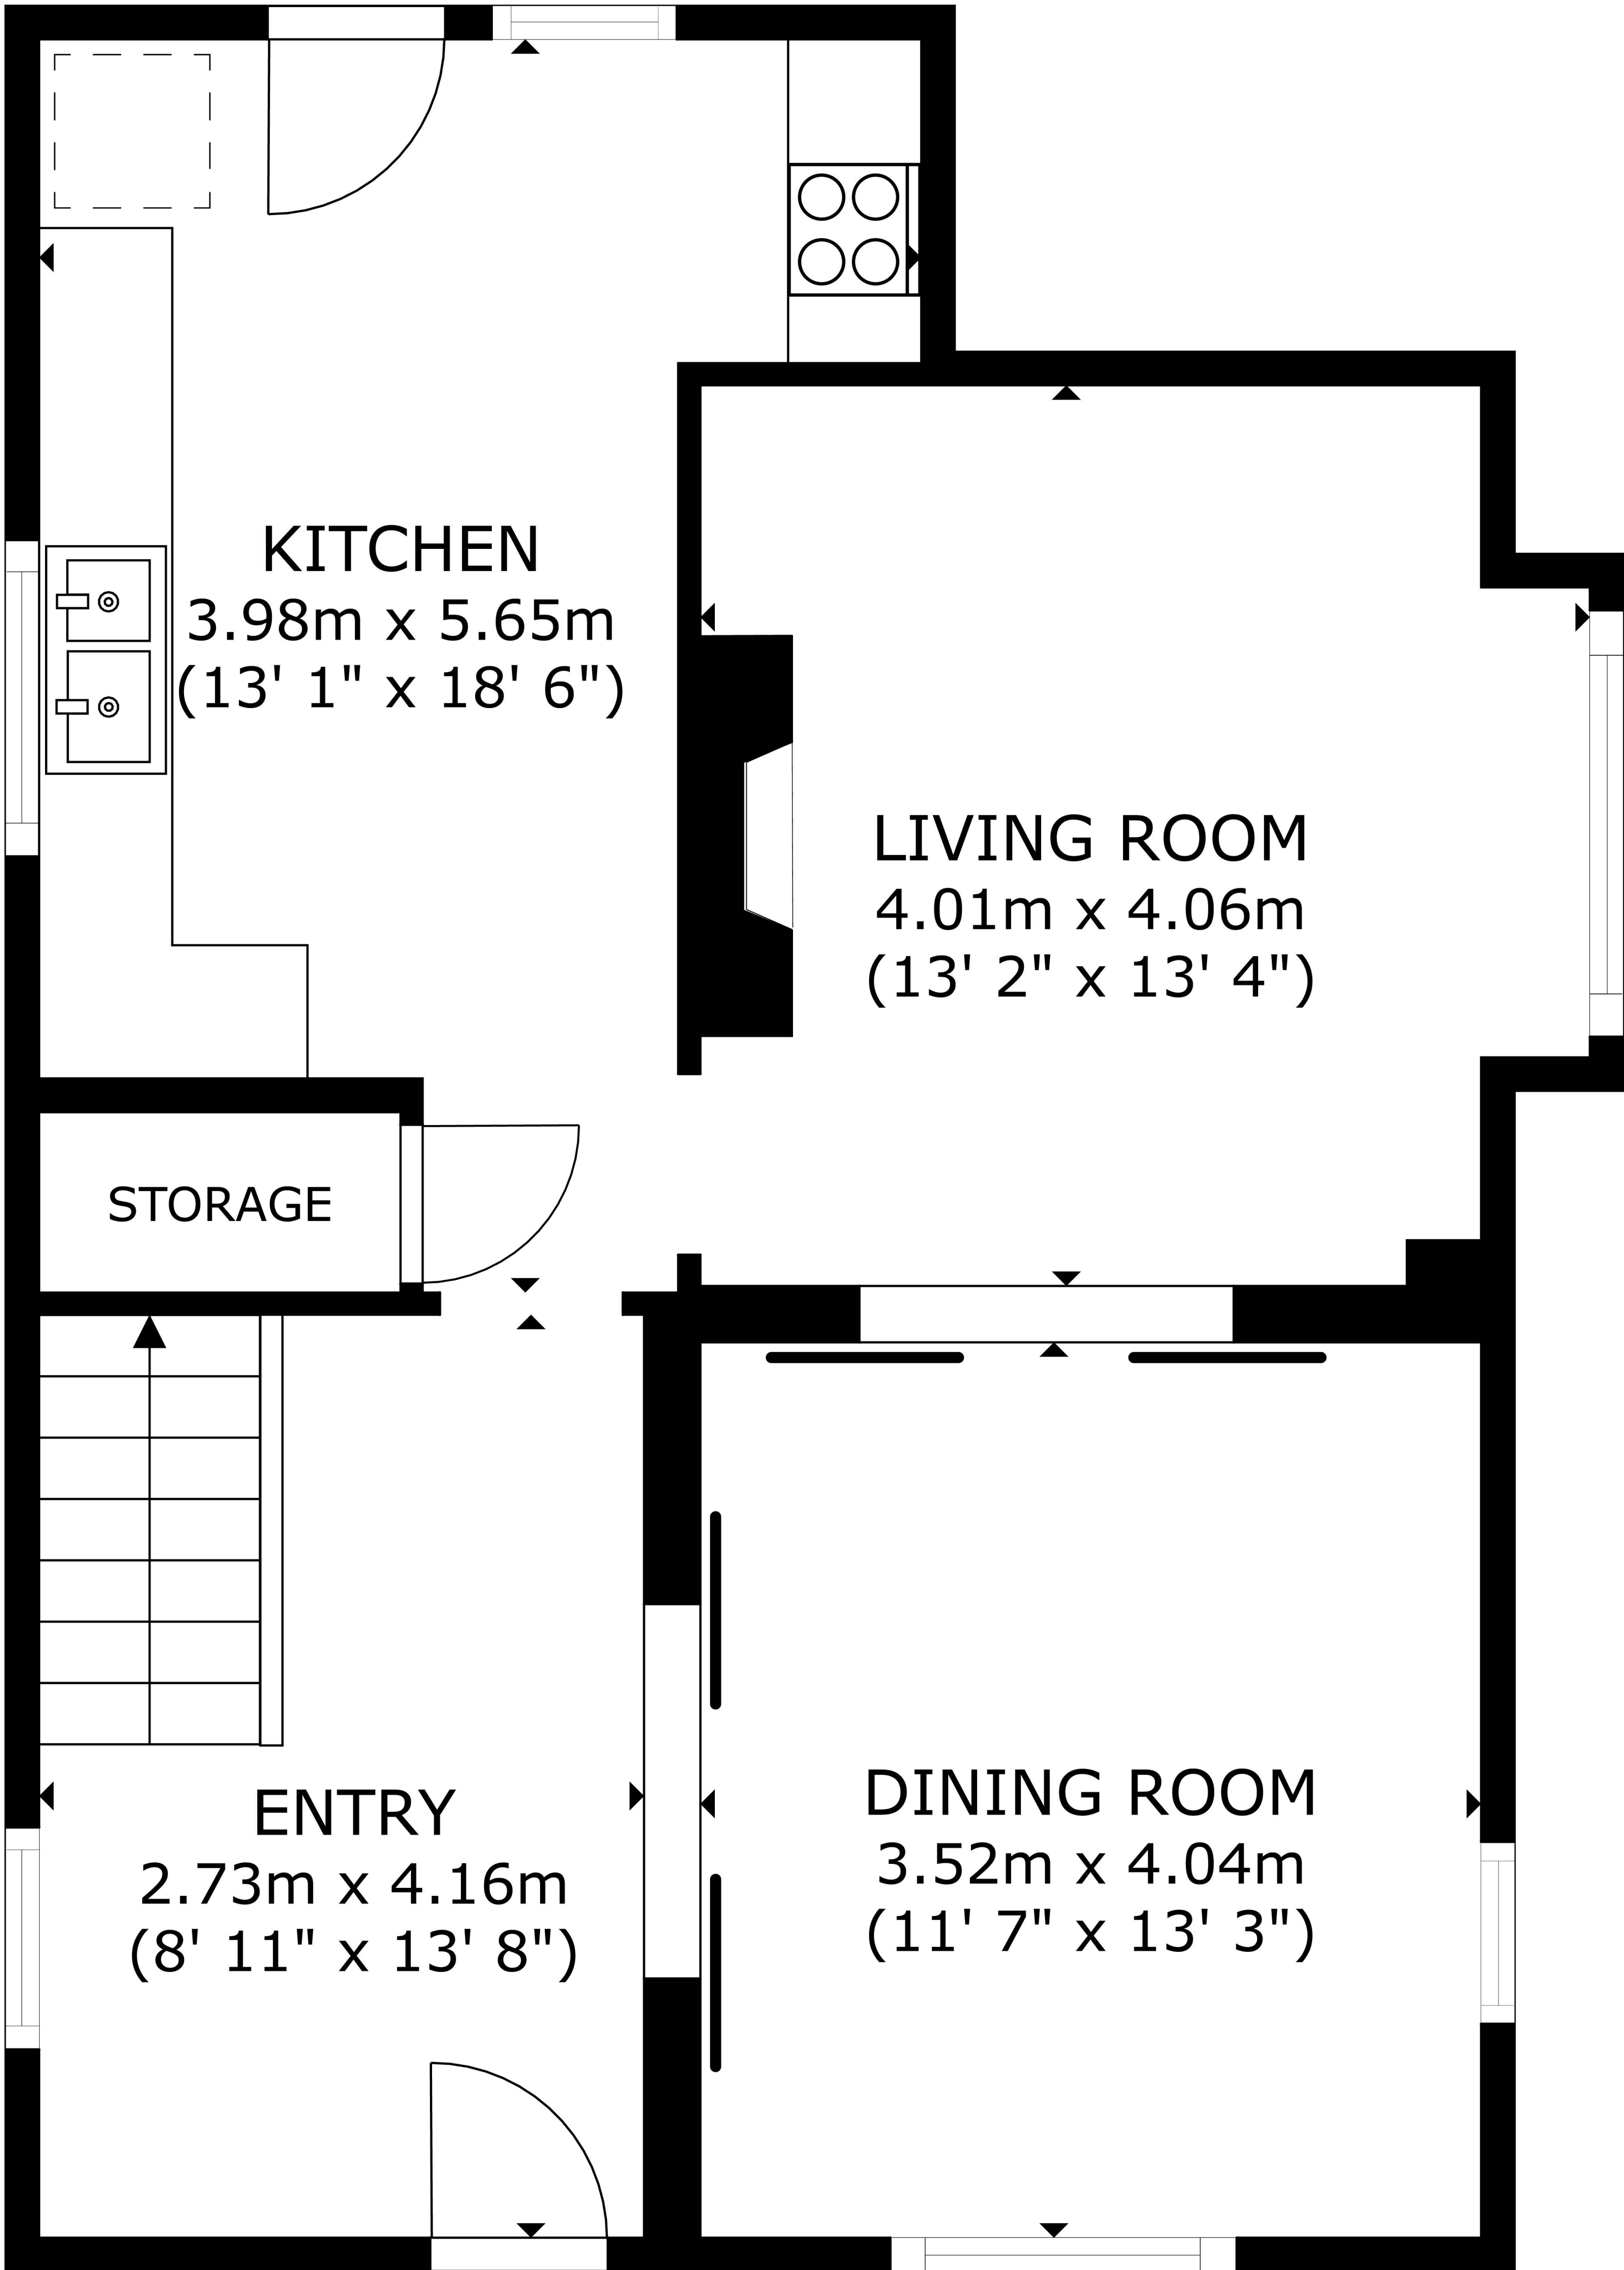 KITCHEN
3.98m x 5.65m
(13' 1" x 18' 6")
LIVING ROOM
4.01m x 4.06m
(13' 2" x 13' 4")
STORAGE
ENTRY
2.73m x 4.16m
(8' 11" x 13' 8")
DINING ROOM
3.52m x 4.04m
(11' 7" x 13' 3")